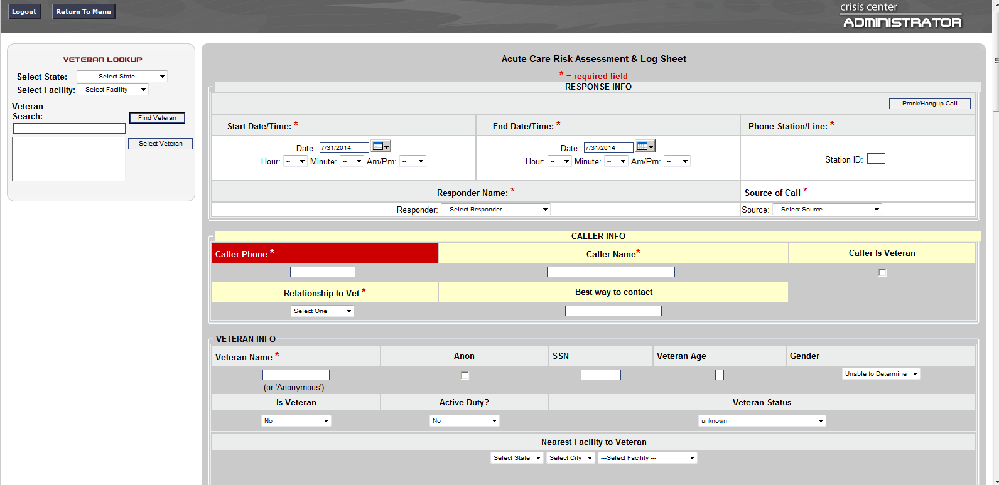 Logout
Return To Menu
crisis center
ADMINISTRATOR
VETERAN LOOKUP
Select State: --------- Select State ---------
Select Facility: ---Select Facility ---
Veteran
Search:
Find Veteran
Select Veteran
Acute Care Risk Assessment & Log Sheet
* = required field
RESPONSE INFO
Prank/Hangup Call
Start Date/Time: * End Date/Time: * Phone Station/Line: *
Date: 7/31/2014 Date: 7/31/2014
Station ID:
Hour: -- Minute: -- Am/Pm: -- Hour: -- Minute: -- Am/Pm: --
Responder Name: * Source of Call *
Responder: -- Select Responder -- Source: -- Select Source --
CALLER INFO
Caller Phone * Caller Name* Caller Is Veteran
Relationship to Vet * Best way to contact
Select One
VETERAN INFO
Veteran Name * Anon SSN Veteran Age Gender
Unable to Determine
(or 'Anonymous')
Is Veteran Active Duty? Veteran Status
No No unknown
Nearest Facility to Veteran
Select State Select City ---Select Facility ---